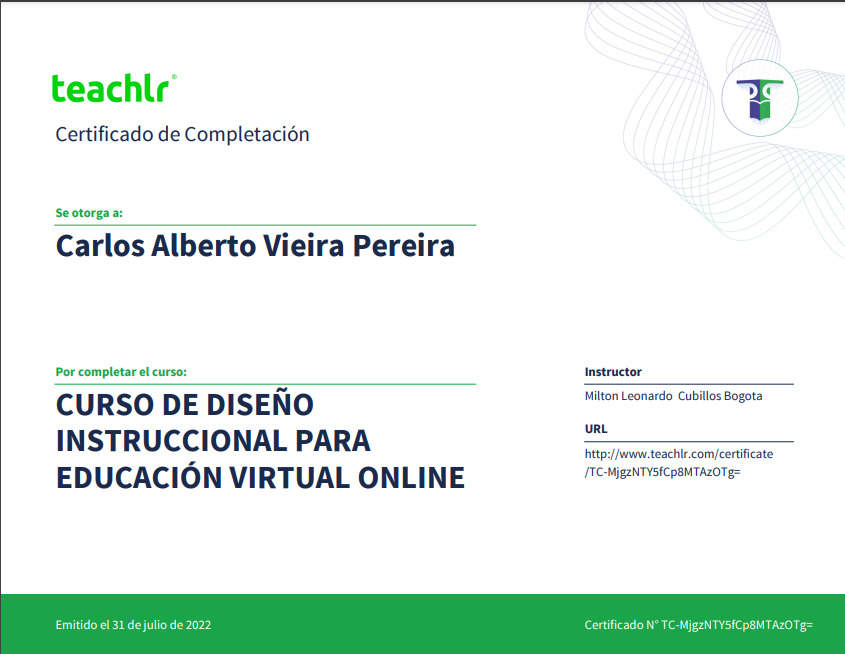 teachlr®
Certificado de Completación
Se otorga a:
Carlos Alberto Vieira Pereira
Por completar el curso:
CURSO DE DISEÑO
INSTRUCCIONAL PARA
EDUCACIÓN VIRTUAL ONLINE
Instructor
Milton Leonardo Cubillos Bogota
URL
http://www.teachlr.com/certificate
/TC-MjgzNTY5fCp8MTAzOTg=
Emitido el 31 de julio de 2022
Certificado N° TC-MjgzNTY5fCp8MTAzOTg=